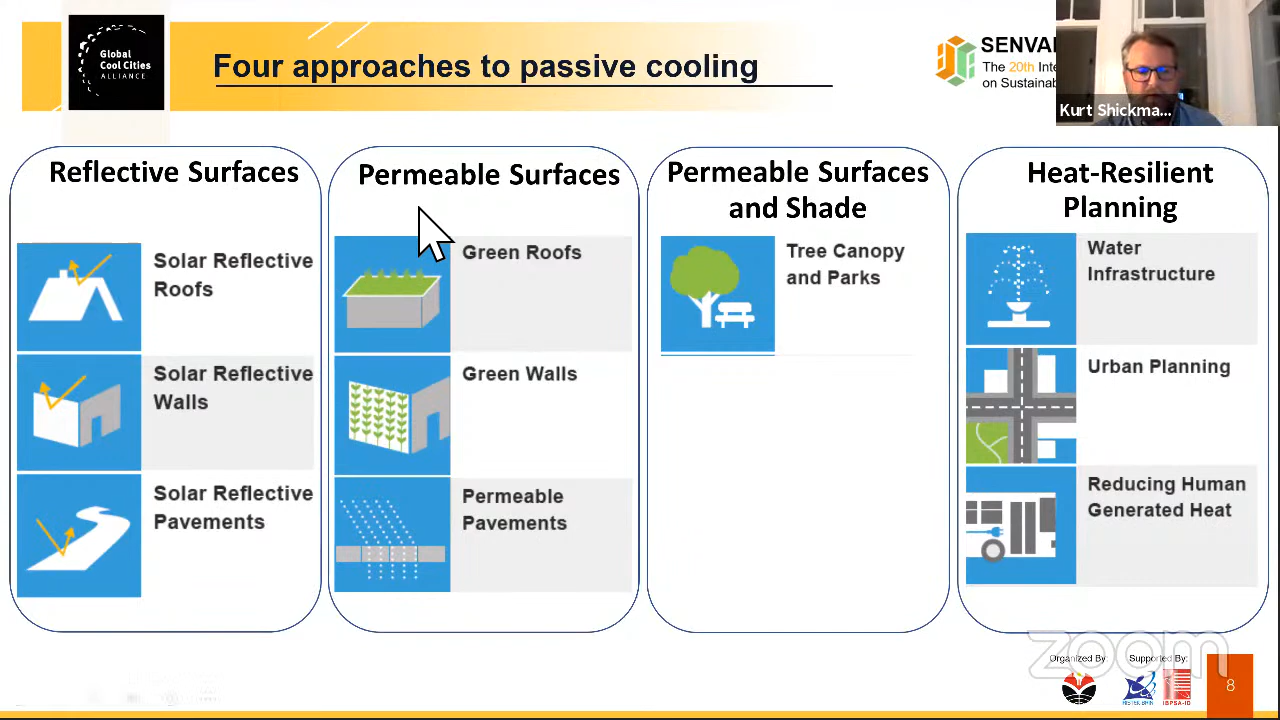 Global
Cool Cities
ALLIANCE
Four approaches to passive cooling
SENVA
The 20th Inte
on Sustainab
Kurt Shickma...
Reflective Surfaces
Solar Reflective
Roofs
Solar Reflective
Walls
Solar Reflective
Pavements
Permeable Surfaces
Green Roofs
Green Walls
Permeable
Pavements
Permeable Surfaces
and Shade
Tree Canopy
and Parks
Heat-Resilient
Planning
Water
Infrastructure
Urban Planning
Reducing Human
Generated Heat
zoom
Organized By:
Supported By:
IBPSA-ID
8